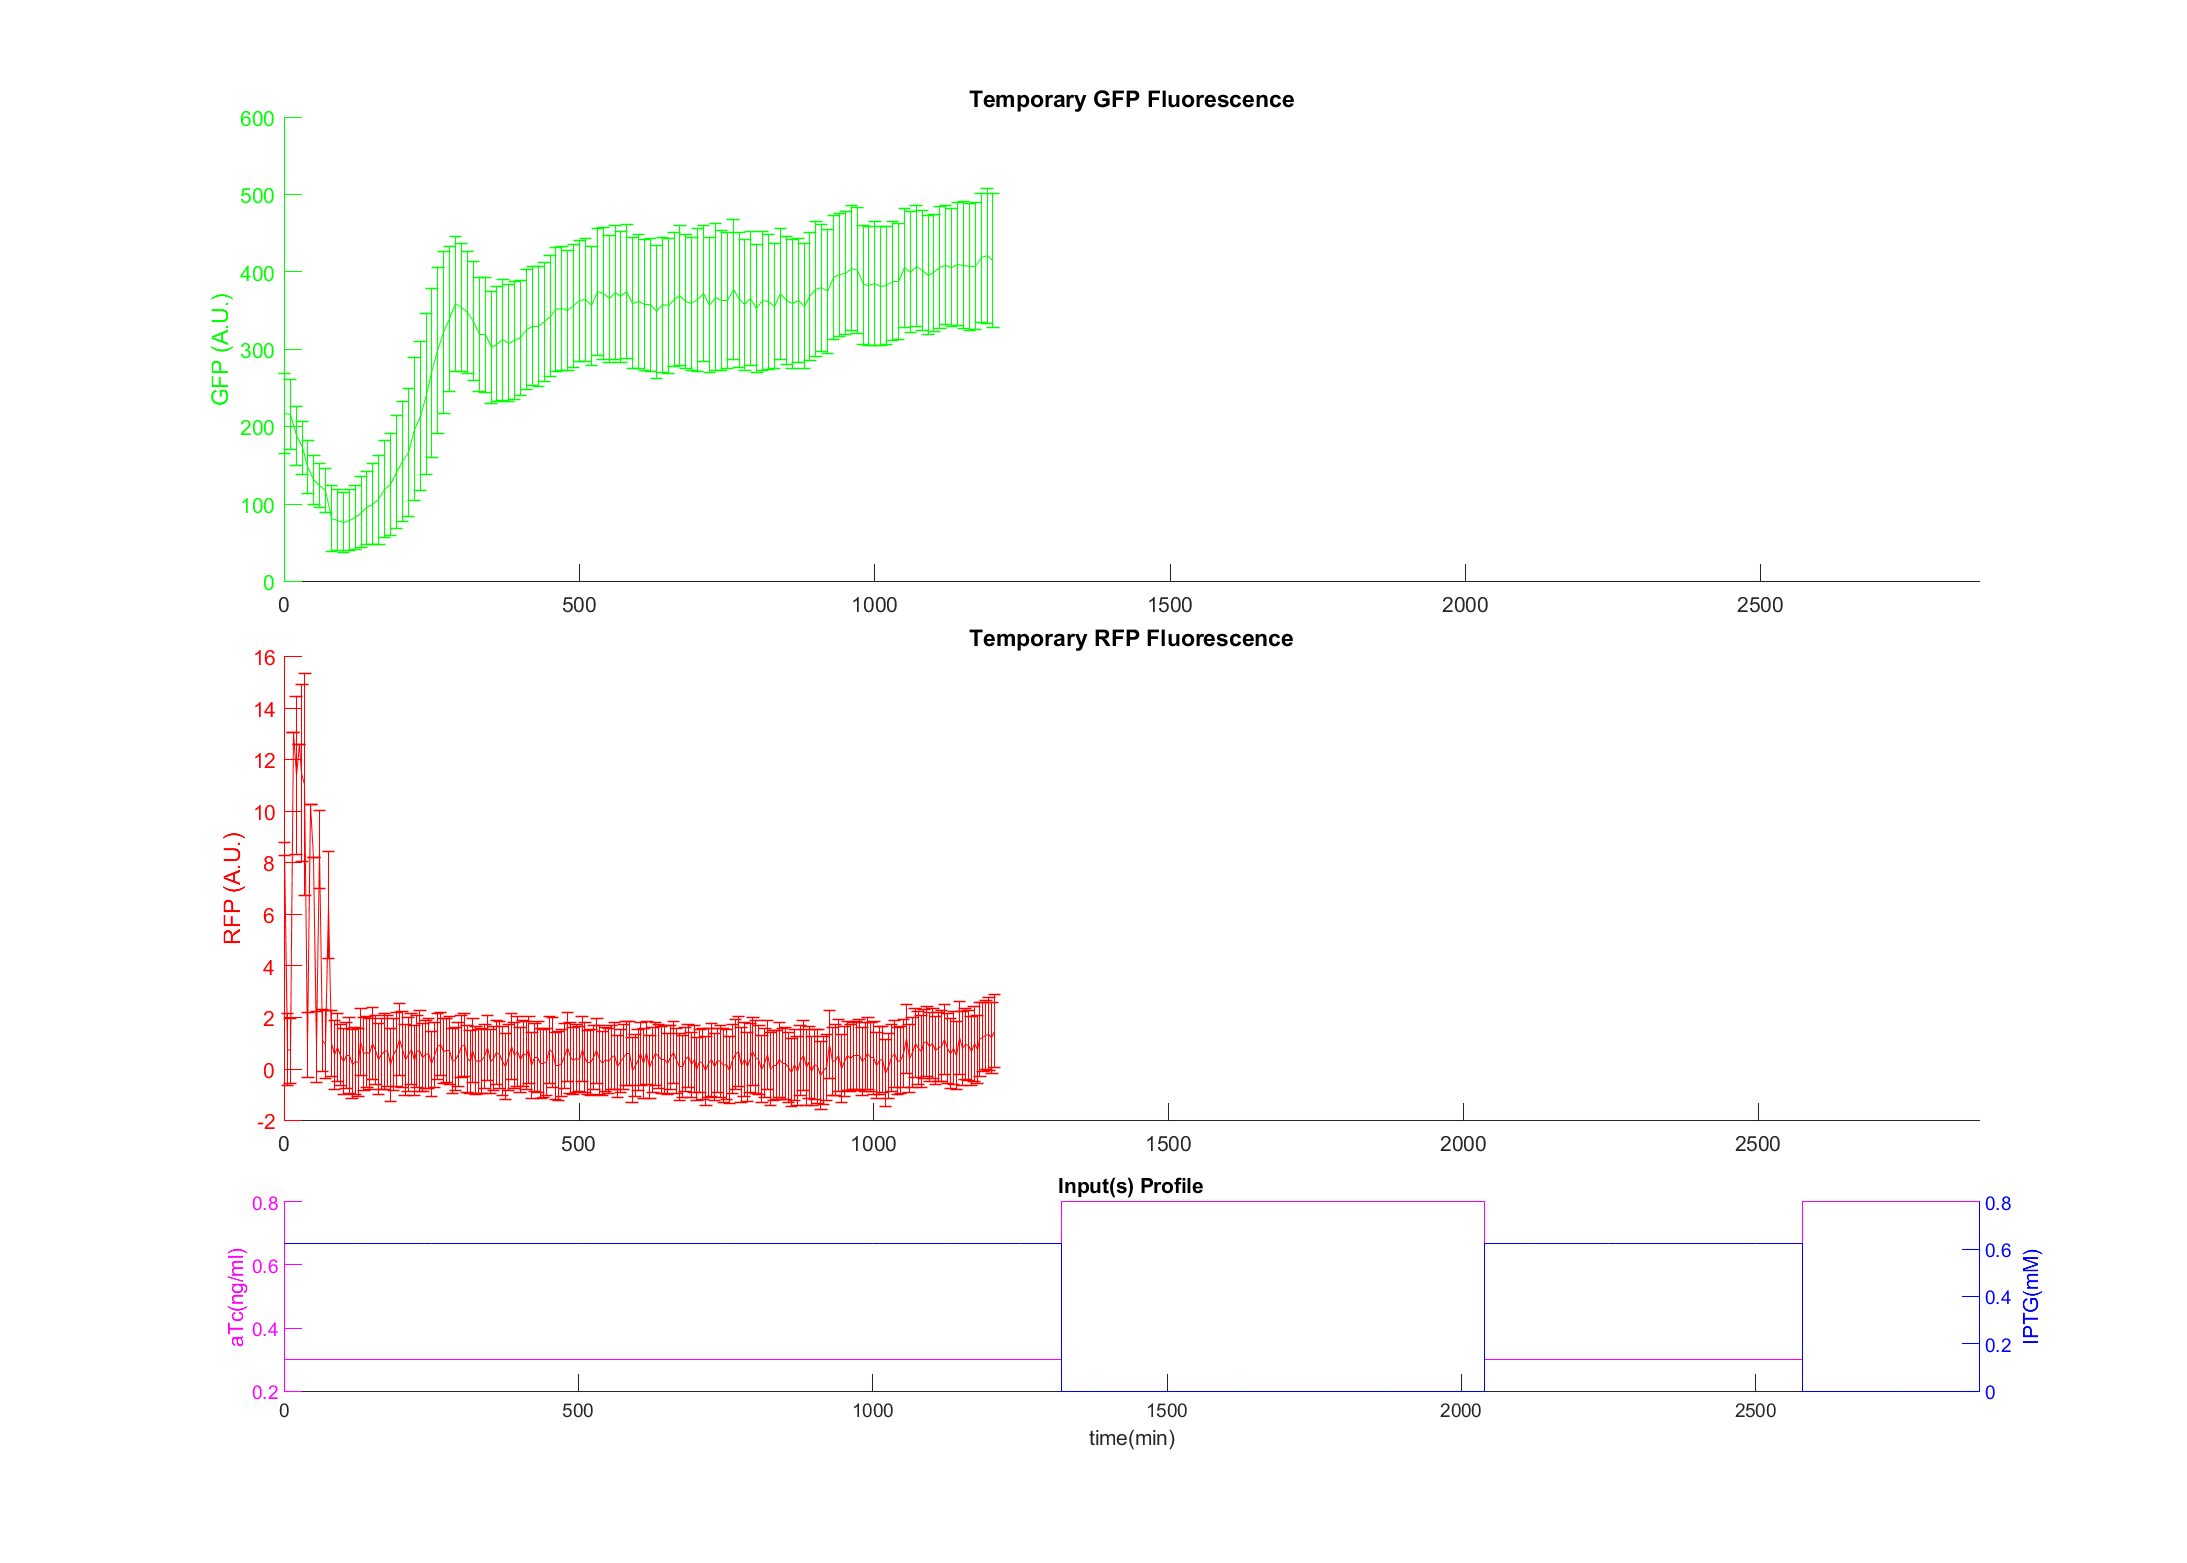 Temporary GFP Fluorescence
600
500
400
300
200
100
0
GFP (A.U.)
0 500 1000 1500 2000 2500
Temporary RFP Fluorescence
16
14
12
10
8
6
4
2
0
-2
RFP (A.U.)
0 500 1000 1500 2000 2500
Input(s) Profile
0.8
0.6
0.4
0.2
aTc(ng/ml)
0.8
0.6
0.4
0.2
0
IPTG(mM)
0 500 1000 1500 2000 2500
time(min)